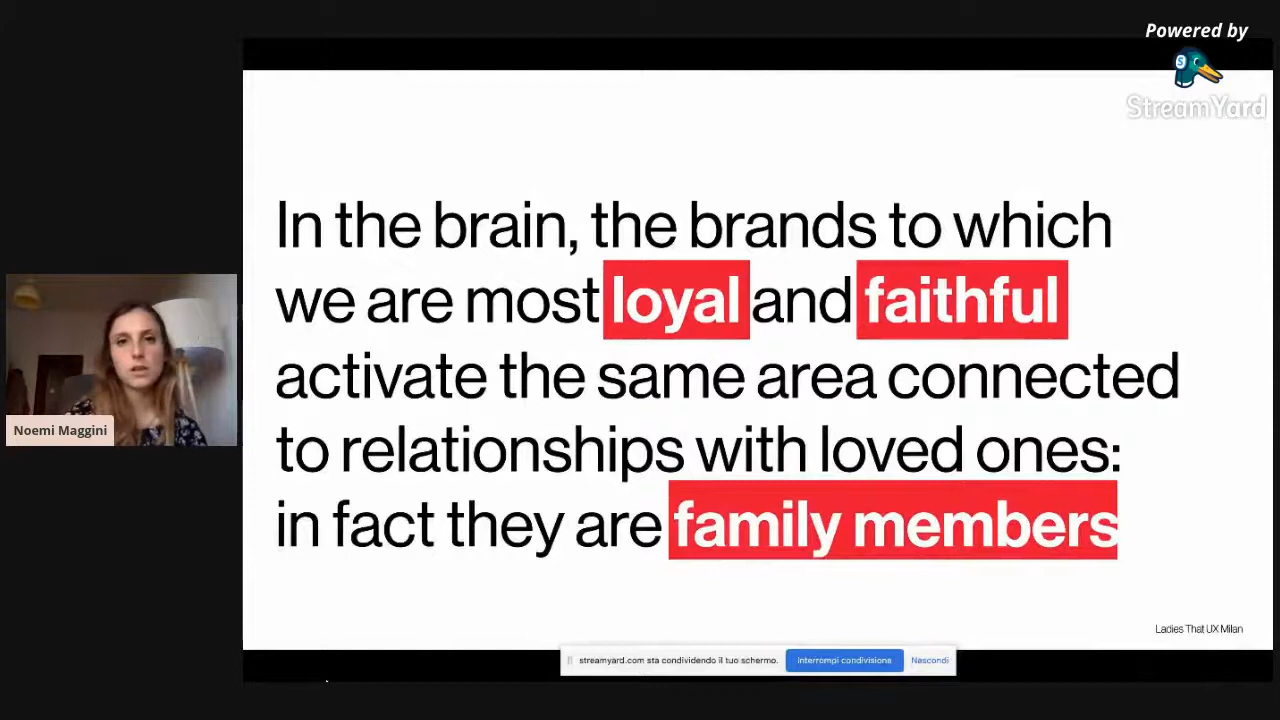 Powered by
StreamYard
In the brain, the brands to which
we are most loyal and faithful
activate the same area connected
to relationships with loved ones:
in fact they are family members
Noemi Maggini
Ladies That UX Milan
streamyard.com sta condividendo il tuo schermo.
Interrompi condivisione
Nascondi